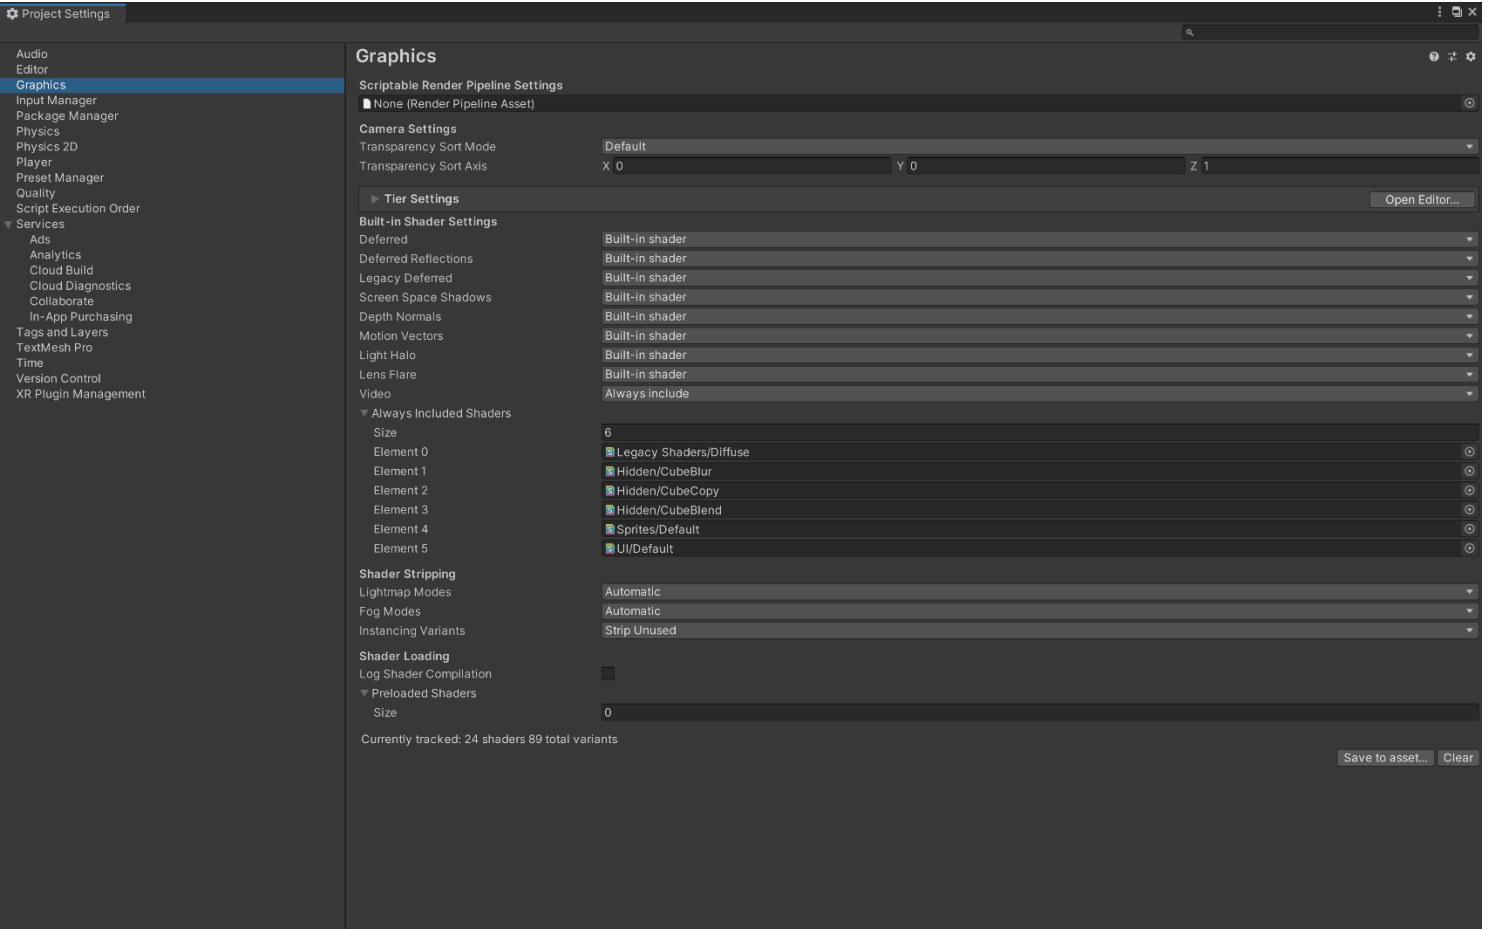 Project Settings
Audio
Editor
Graphics
Input Manager
Package Manager
Physics
Physics 2D
Player
Preset Manager
Quality
Script Execution Order
Services
Ads
Analytics
Cloud Build
Cloud Diagnostics
Collaborate
In-App Purchasing
Tags and Layers
TextMesh Pro
Time
Version Control
XR Plugin Management
Graphics
Scriptable Render Pipeline Settings
None (Render Pipeline Asset)
Camera Settings
Transparency Sort Mode Default
Transparency Sort Axis X 0 Y 0 Z 1
Tier Settings Open Editor...
Built-in Shader Settings
Deferred Built-in shader
Deferred Reflections Built-in shader
Legacy Deferred Built-in shader
Screen Space Shadows Built-in shader
Depth Normals Built-in shader
Motion Vectors Built-in shader
Light Halo Built-in shader
Lens Flare Built-in shader
Video Always include
Always Included Shaders
Size 6
Element 0 Legacy Shaders/Diffuse
Element 1 Hidden/CubeBlur
Element 2 Hidden/CubeCopy
Element 3 Hidden/CubeBlend
Element 4 Sprites/Default
Element 5 UI/Default
Shader Stripping
Lightmap Modes Automatic
Fog Modes Automatic
Instancing Variants Strip Unused
Shader Loading
Log Shader Compilation
Preloaded Shaders
Size 0
Currently tracked: 24 shaders 89 total variants
Save to asset... Clear